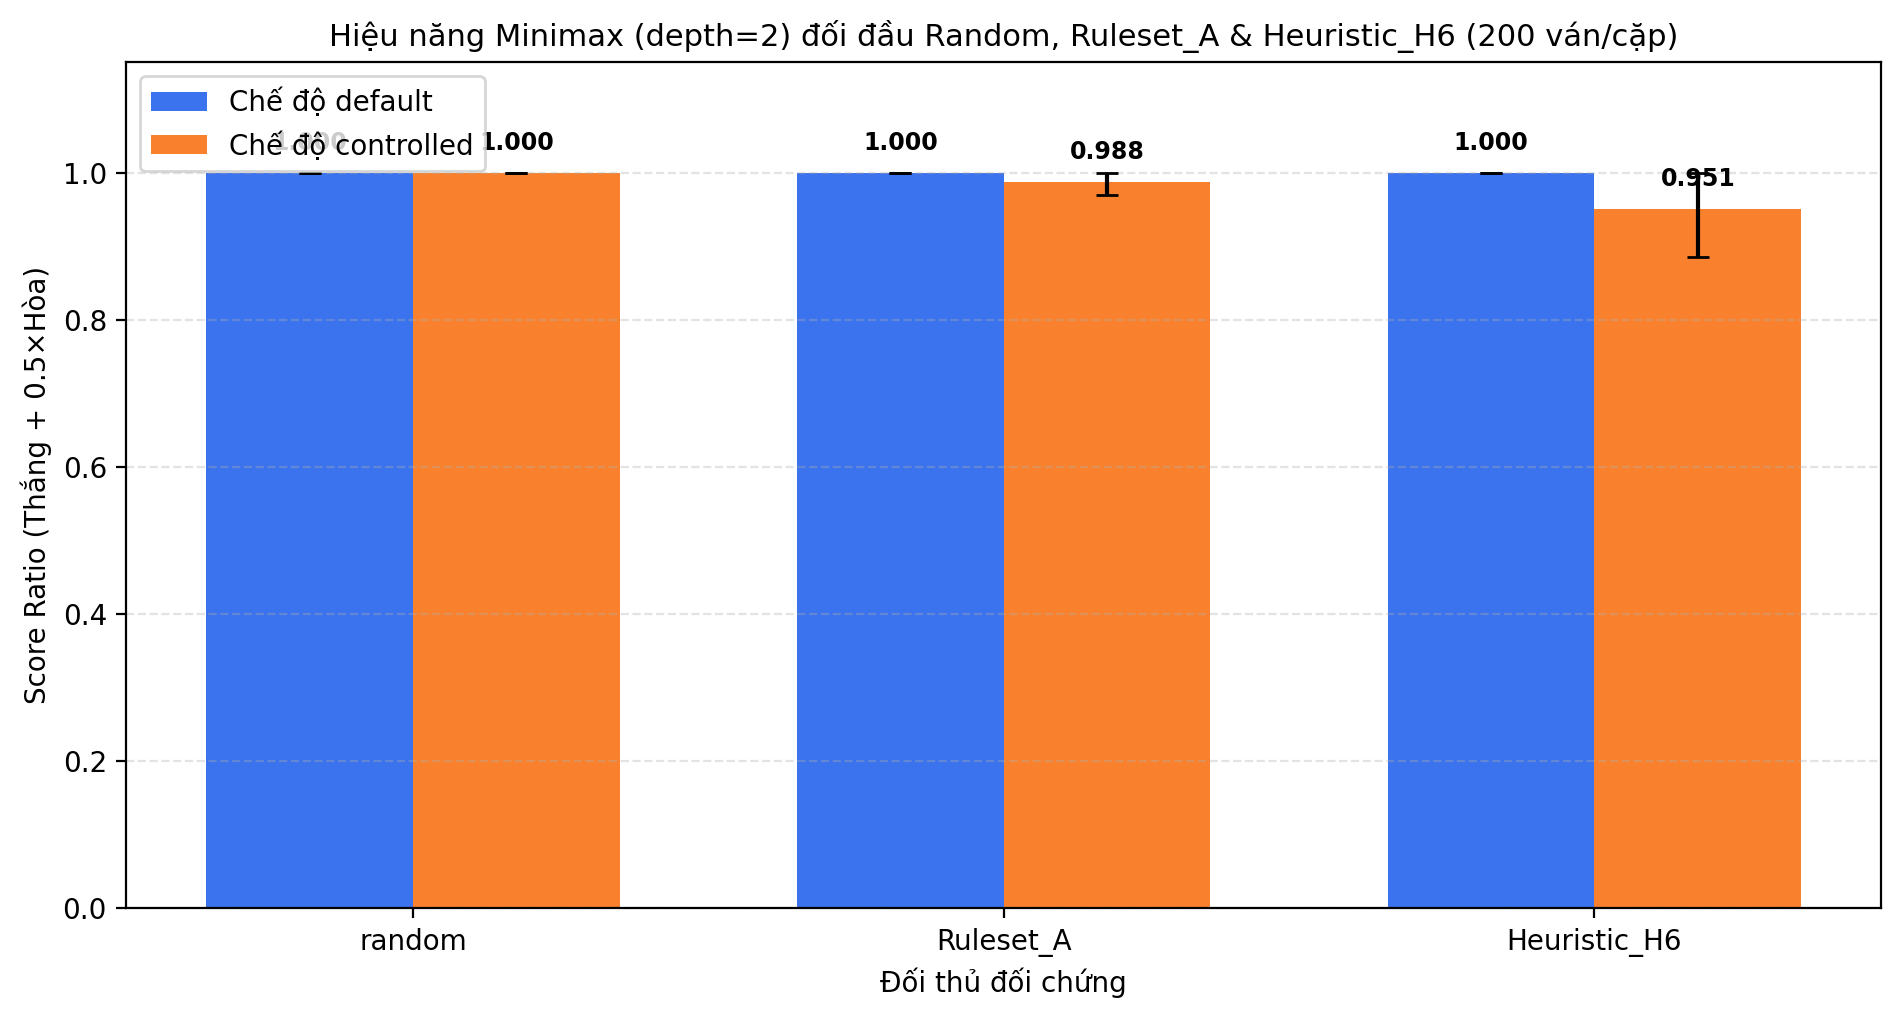 Hiệu năng Minimax (depth=2) đối đầu Random, Ruleset_A & Heuristic_H6 (200 ván/cặp)
Chế độ default
Chế độ controlled
1.000
1.000
1.000
0.988
1.000
0.951
Score Ratio (Thắng + 0.5×Hòa)
1.0
0.8
0.6
0.4
0.2
0.0
random
Ruleset_A
Heuristic_H6
Đối thủ đối chứng